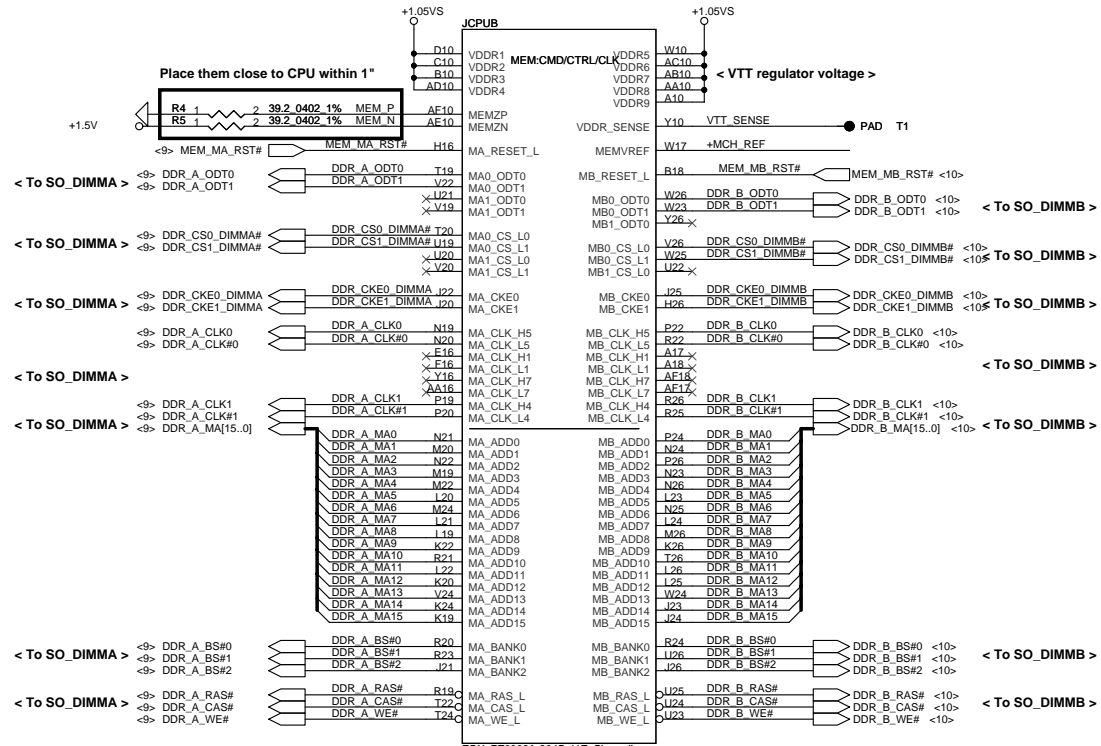 +1.05VS +1.05VS
JCPUB
MEM:CMD/CTRL/CLK
D10 VDDR1 VDDR5 W10
C10 VDDR2 VDDR6 AC10
B10 VDDR3 VDDR7 AB10
AD10 VDDR4 VDDR8 AA10
VDDR9 A10
< VTT regulator voltage >
Place them close to CPU within 1"
R4 1 2 39.2_0402_1% MEM_P AF10 MEMZP
+1.5V R5 1 2 39.2_0402_1% MEM_N AE10 MEMZN
VDDR_SENSE Y10 VTT_SENSE PAD T1
<9> MEM_MA_RST# MEM_MA_RST# H16 MA_RESET_L
MEMVREF W17 +MCH_REF
MB_RESET_L B18 MEM_MB_RST# MEM_MB_RST# <10>
< To SO_DIMMA > <9> DDR_A_ODT0 DDR_A_ODT0 T19 MA0_ODT0
<9> DDR_A_ODT1 DDR_A_ODT1 V22 MA0_ODT1
U21 MA1_ODT0
V19 MA1_ODT1
MB0_ODT0 W26 DDR_B_ODT0 DDR_B_ODT0 <10>
MB0_ODT1 W23 DDR_B_ODT1 DDR_B_ODT1 <10> < To SO_DIMMB >
MB1_ODT0 Y26
< To SO_DIMMA > <9> DDR_CS0_DIMMA# DDR_CS0_DIMMA# T20 MA0_CS_L0
<9> DDR_CS1_DIMMA# DDR_CS1_DIMMA# U19 MA0_CS_L1
U20 MA1_CS_L0
V20 MA1_CS_L1
MB0_CS_L0 V26 DDR_CS0_DIMMB# DDR_CS0_DIMMB# <10>
MB0_CS_L1 W25 DDR_CS1_DIMMB# DDR_CS1_DIMMB# <10> < To SO_DIMMB >
MB1_CS_L0 U22
< To SO_DIMMA > <9> DDR_CKE0_DIMMA DDR_CKE0_DIMMA J22 MA_CKE0 MB_CKE0 J25 DDR_CKE0_DIMMB DDR_CKE0_DIMMB <10>
<9> DDR_CKE1_DIMMA DDR_CKE1_DIMMA J20 MA_CKE1 MB_CKE1 H26 DDR_CKE1_DIMMB DDR_CKE1_DIMMB <10> < To SO_DIMMB >
<9> DDR_A_CLK0 DDR_A_CLK0 N19 MA_CLK_H5 MB_CLK_H5 P22 DDR_B_CLK0 DDR_B_CLK0 <10>
<9> DDR_A_CLK#0 DDR_A_CLK#0 N20 MA_CLK_L5 MB_CLK_L5 R22 DDR_B_CLK#0 DDR_B_CLK#0 <10>
E16 MA_CLK_H1 MB_CLK_H1 A17
F16 MA_CLK_L1 MB_CLK_L1 A18 < To SO_DIMMB >
< To SO_DIMMA > Y16 MA_CLK_H7 MB_CLK_H7 AF18
AA16 MA_CLK_L7 MB_CLK_L7 AF17
<9> DDR_A_CLK1 DDR_A_CLK1 P19 MA_CLK_H4 MB_CLK_H4 R26 DDR_B_CLK1 DDR_B_CLK1 <10>
<9> DDR_A_CLK#1 DDR_A_CLK#1 P20 MA_CLK_L4 MB_CLK_L4 R25 DDR_B_CLK#1 DDR_B_CLK#1 <10>
< To SO_DIMMA > <9> DDR_A_MA[15..0] DDR_B_MA[15..0] <10> < To SO_DIMMB >
DDR_A_MA0 N21 MA_ADD0 MB_ADD0 P24 DDR_B_MA0
DDR_A_MA1 M20 MA_ADD1 MB_ADD1 N24 DDR_B_MA1
DDR_A_MA2 N22 MA_ADD2 MB_ADD2 P26 DDR_B_MA2
DDR_A_MA3 M19 MA_ADD3 MB_ADD3 N23 DDR_B_MA3
DDR_A_MA4 M22 MA_ADD4 MB_ADD4 N26 DDR_B_MA4
DDR_A_MA5 L20 MA_ADD5 MB_ADD5 L23 DDR_B_MA5
DDR_A_MA6 M24 MA_ADD6 MB_ADD6 N25 DDR_B_MA6
DDR_A_MA7 L21 MA_ADD7 MB_ADD7 L24 DDR_B_MA7
DDR_A_MA8 L19 MA_ADD8 MB_ADD8 M26 DDR_B_MA8
DDR_A_MA9 K22 MA_ADD9 MB_ADD9 K26 DDR_B_MA9
DDR_A_MA10 R21 MA_ADD10 MB_ADD10 T26 DDR_B_MA10
DDR_A_MA11 L22 MA_ADD11 MB_ADD11 L26 DDR_B_MA11
DDR_A_MA12 K20 MA_ADD12 MB_ADD12 L25 DDR_B_MA12
DDR_A_MA13 V24 MA_ADD13 MB_ADD13 W24 DDR_B_MA13
DDR_A_MA14 K24 MA_ADD14 MB_ADD14 J23 DDR_B_MA14
DDR_A_MA15 K19 MA_ADD15 MB_ADD15 J24 DDR_B_MA15
<9> DDR_A_BS#0 DDR_A_BS#0 R20 MA_BANK0 MB_BANK0 R24 DDR_B_BS#0 DDR_B_BS#0 <10>
< To SO_DIMMA > <9> DDR_A_BS#1 DDR_A_BS#1 R23 MA_BANK1 MB_BANK1 U26 DDR_B_BS#1 DDR_B_BS#1 <10> < To SO_DIMMB >
<9> DDR_A_BS#2 DDR_A_BS#2 J21 MA_BANK2 MB_BANK2 J26 DDR_B_BS#2 DDR_B_BS#2 <10>
<9> DDR_A_RAS# DDR_A_RAS# R19 MA_RAS_L MB_RAS_L U25 DDR_B_RAS# DDR_B_RAS# <10>
< To SO_DIMMA > <9> DDR_A_CAS# DDR_A_CAS# T22 MA_CAS_L MB_CAS_L U24 DDR_B_CAS# DDR_B_CAS# <10> < To SO_DIMMB >
<9> DDR_A_WE# DDR_A_WE# T24 MA_WE_L MB_WE_L U23 DDR_B_WE# DDR_B_WE# <10>